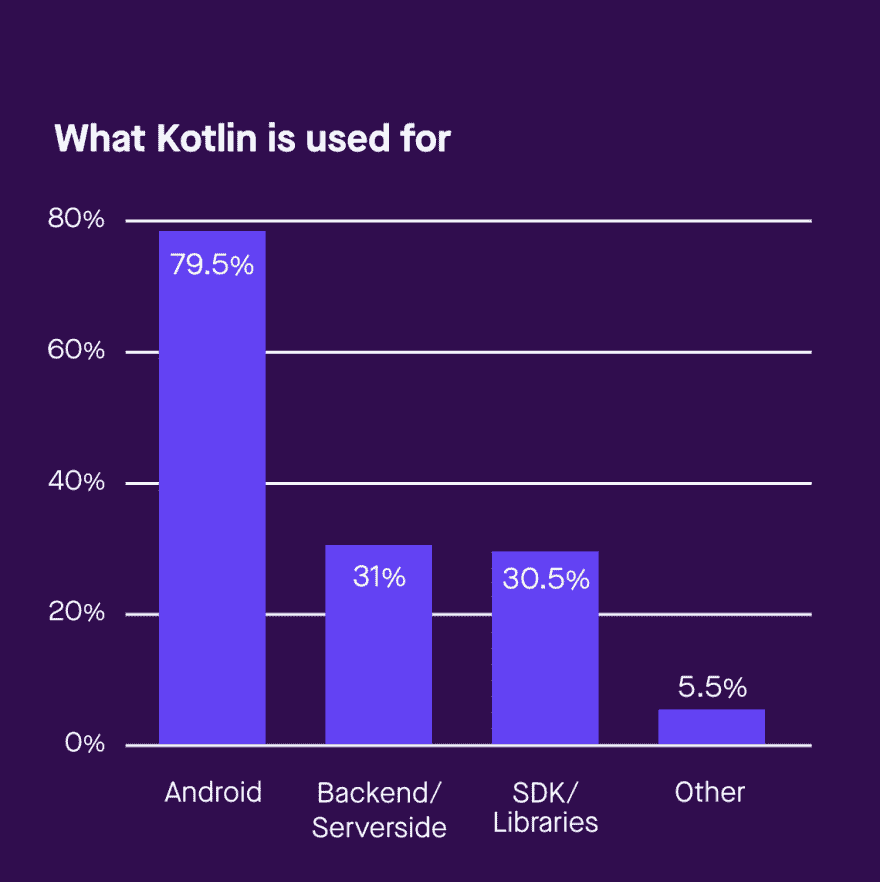 What Kotlin is used for
80%
79.5%
60%
40%
31%
30.5%
20%
5.5%
0%
Android
Backend/
Serverside
SDK/
Libraries
Other